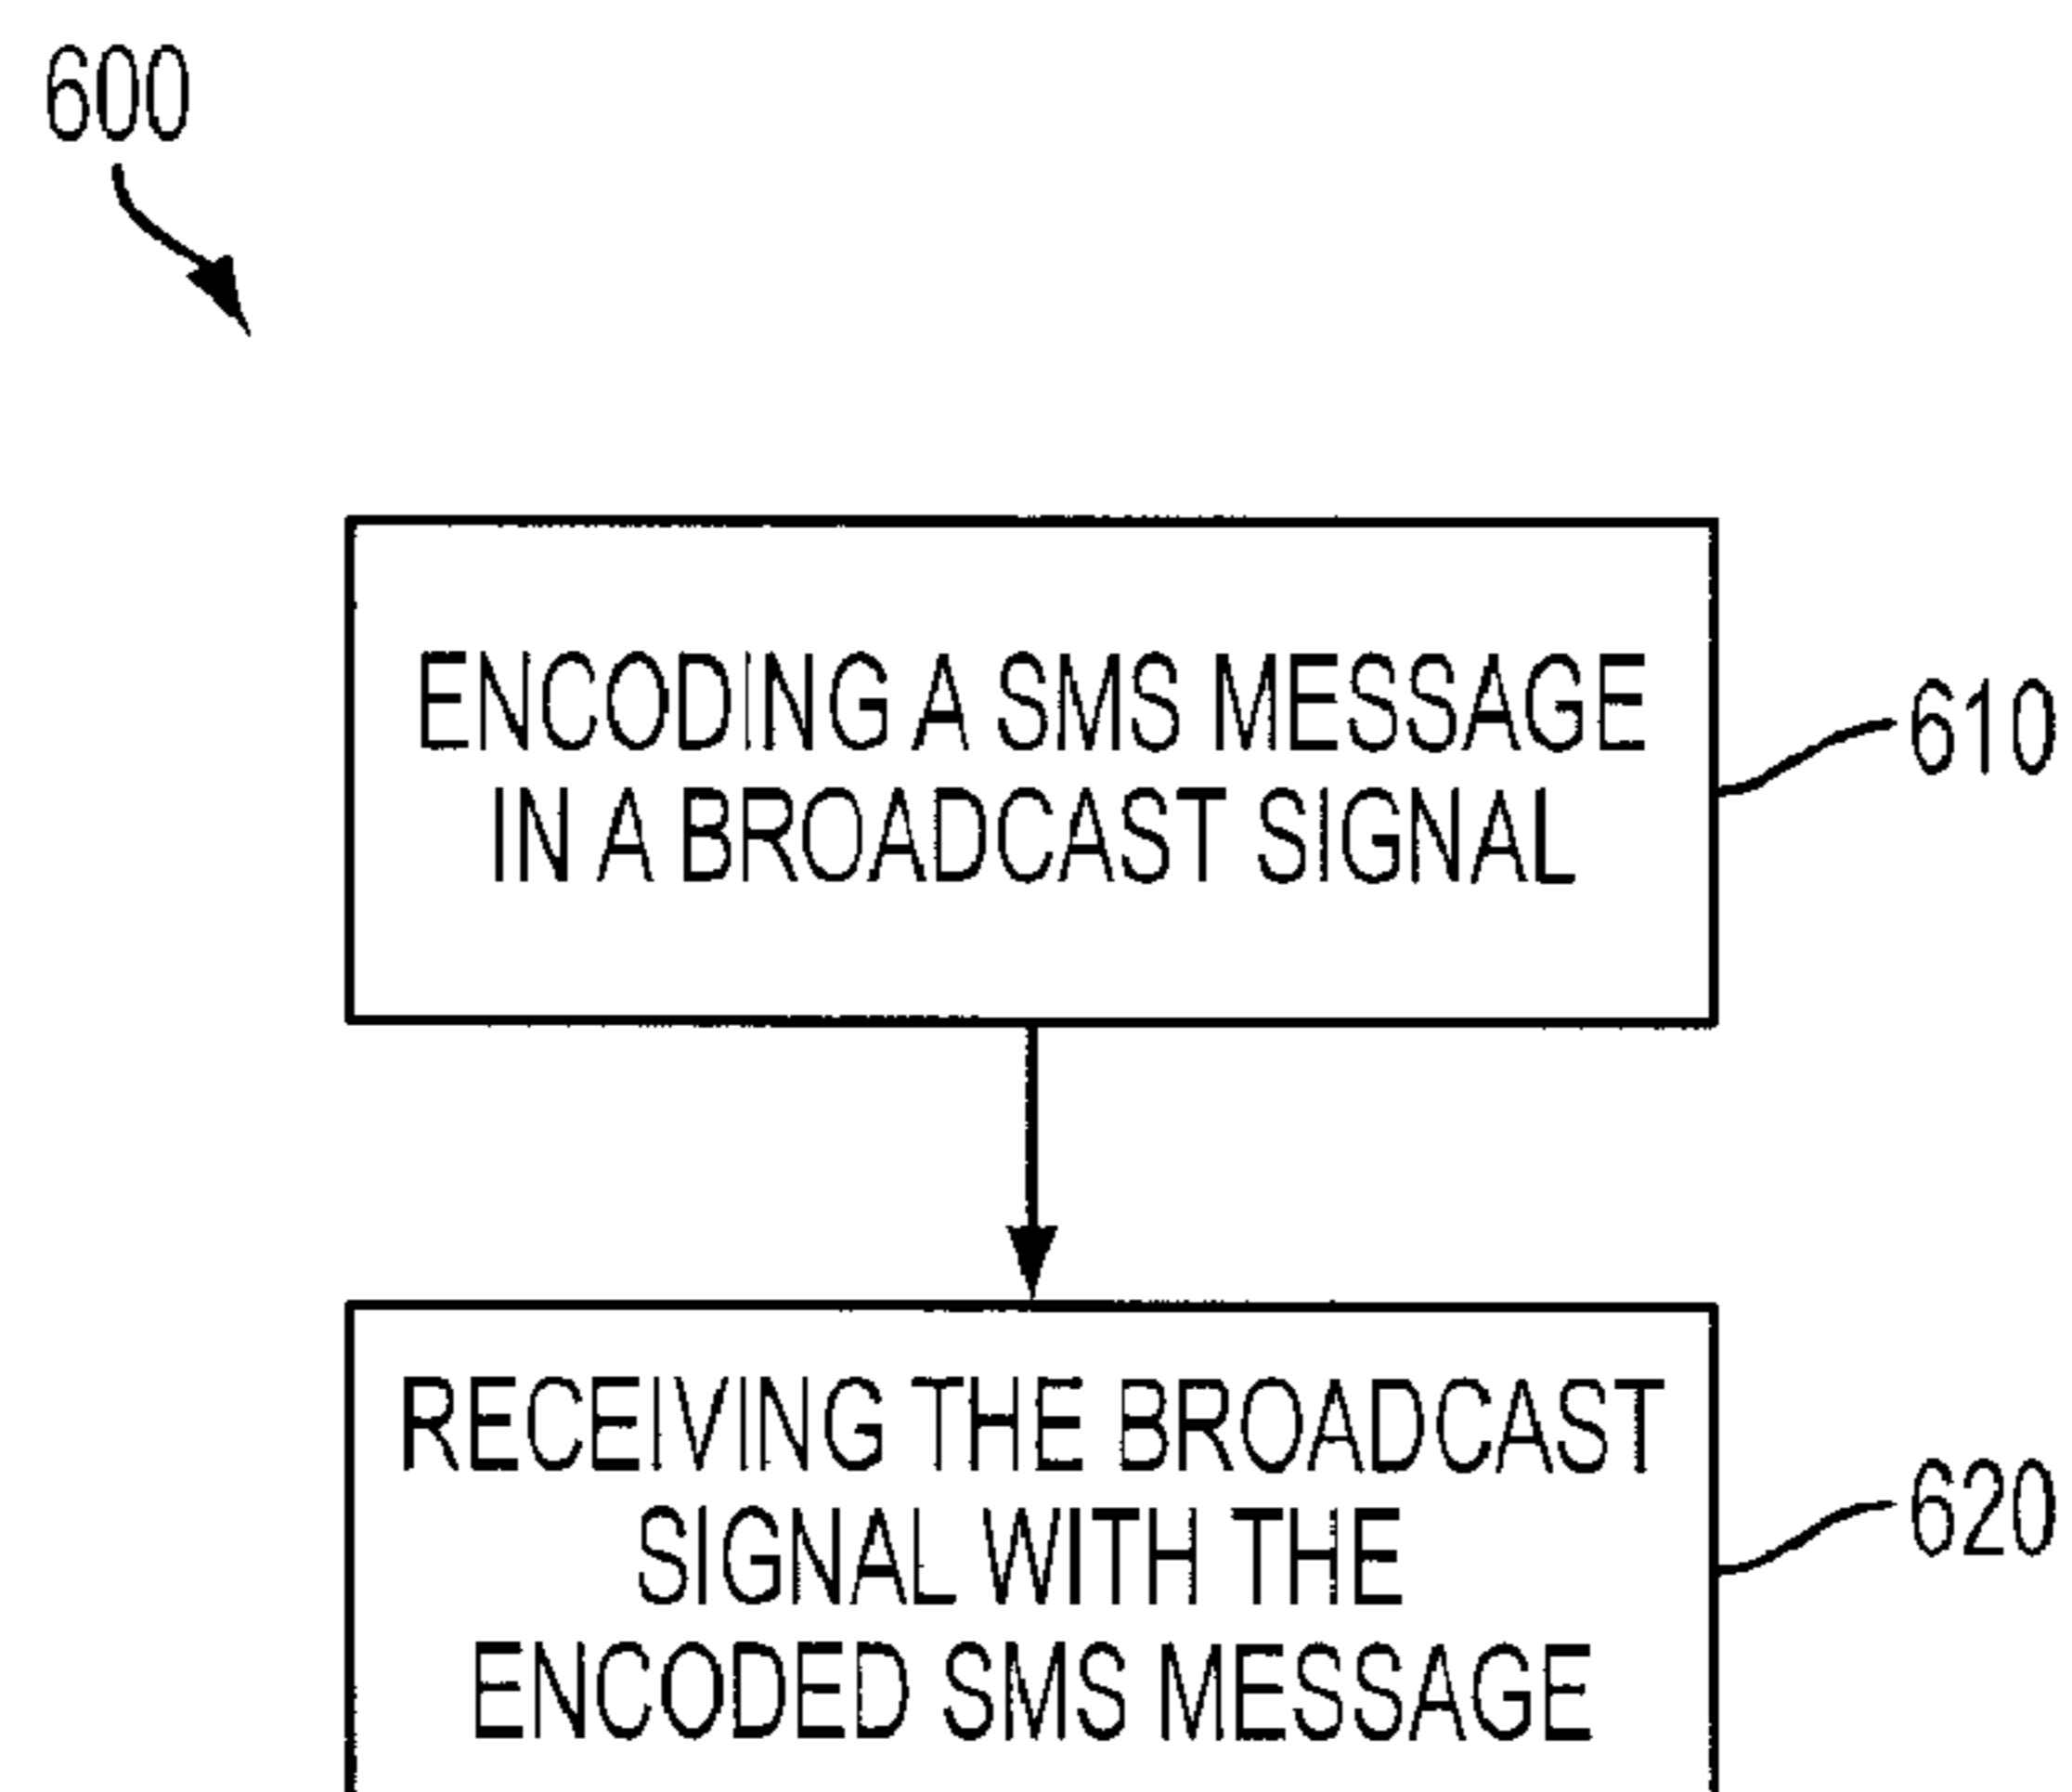 600
ENCODING A SMS MESSAGE
IN A BROADCAST SIGNAL
610
RECEIVING THE BROADCAST
SIGNAL WITH THE
ENCODED SMS MESSAGE
620